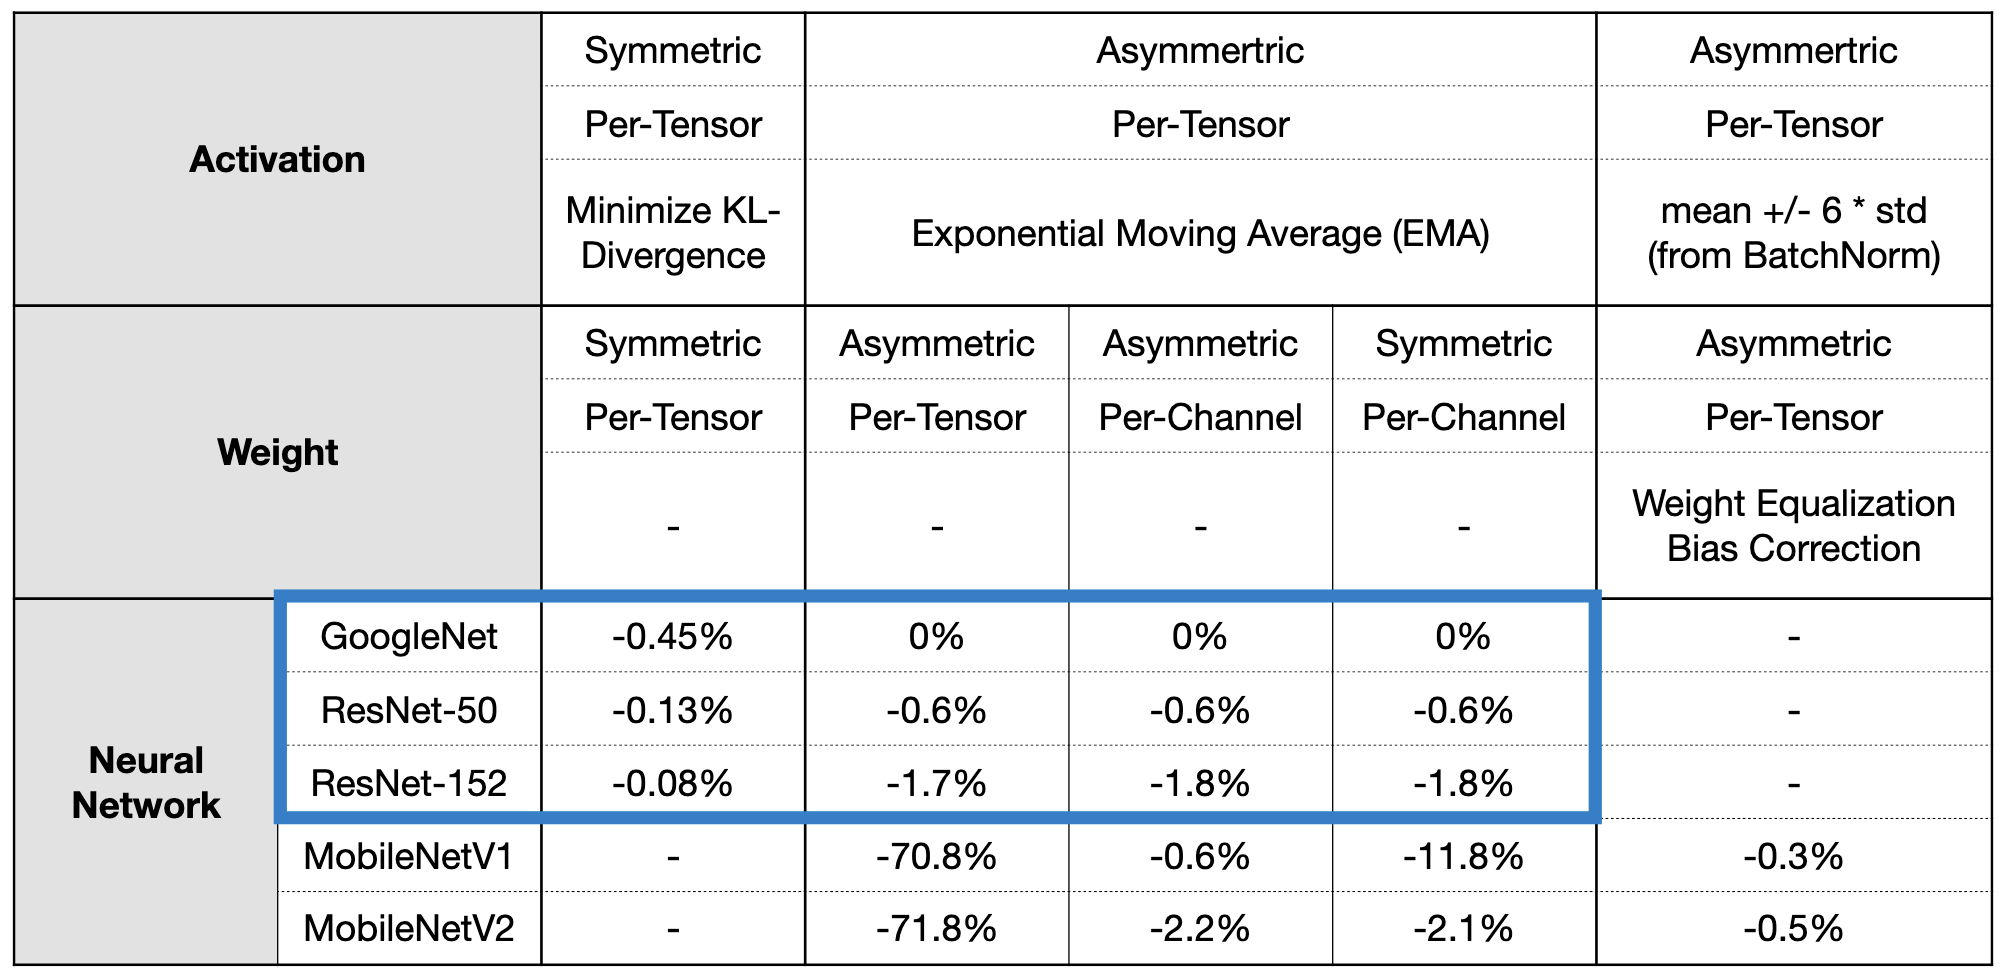 Activation
Symmetric
Asymmertric
Asymmertric
Per-Tensor
Per-Tensor
Per-Tensor
Minimize KL-
Divergence
Exponential Moving Average (EMA)
mean +/- 6 * std
(from BatchNorm)
Weight
Symmetric
Asymmetric
Asymmetric
Symmetric
Asymmetric
Per-Tensor
Per-Tensor
Per-Channel
Per-Channel
Per-Tensor
-
-
-
-
Weight Equalization
Bias Correction
Neural
Network
GoogleNet
-0.45%
0%
0%
0%
-
ResNet-50
-0.13%
-0.6%
-0.6%
-0.6%
-
ResNet-152
-0.08%
-1.7%
-1.8%
-1.8%
-
MobileNetV1
-
-70.8%
-0.6%
-11.8%
-0.3%
MobileNetV2
-
-71.8%
-2.2%
-2.1%
-0.5%